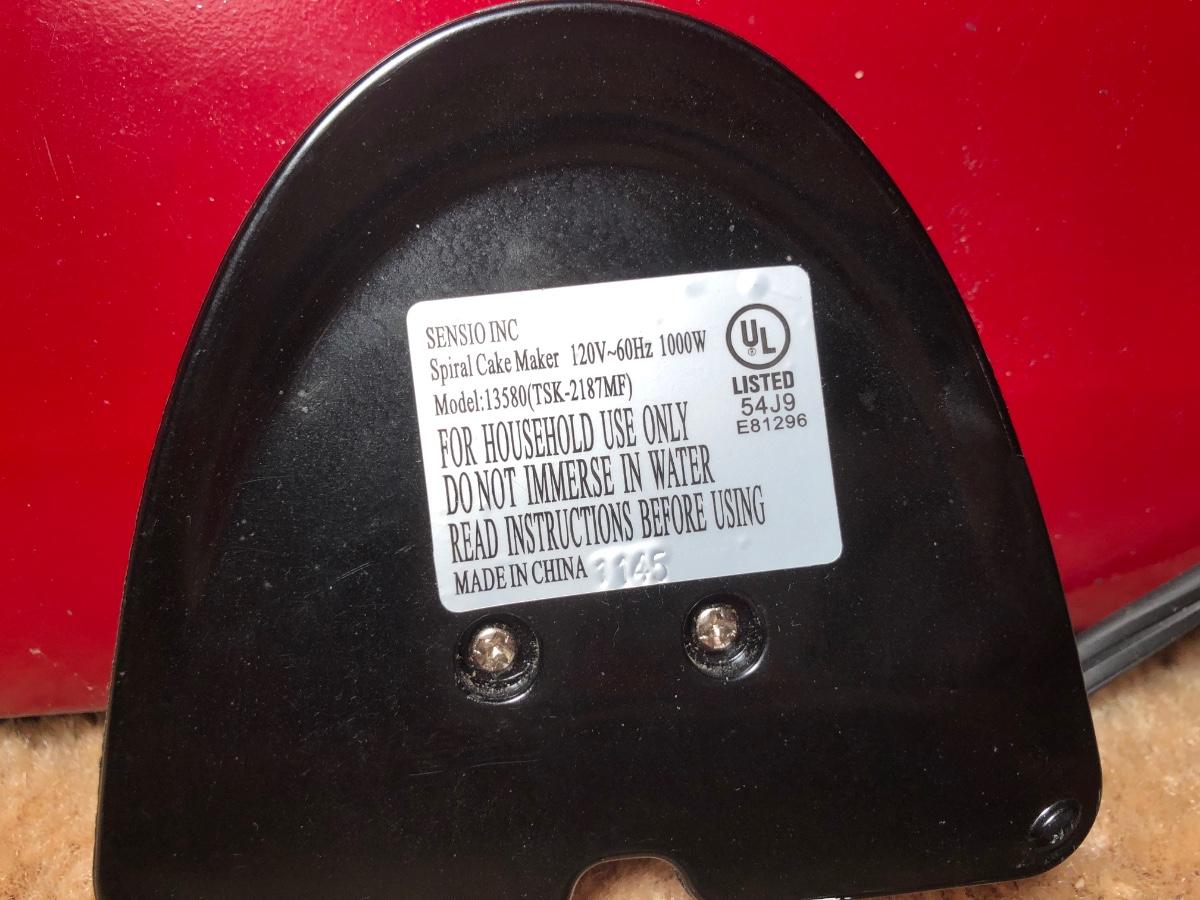 SENSIO INC
Spiral Cake Maker 120V~60Hz 1000W
Model:13580(TSK-2187MF)
FOR HOUSEHOLD USE ONLY
DO NOT IMMERSE IN WATER
READ INSTRUCTIONS BEFORE USING
MADE IN CHINA 1145
UL
®
LISTED
54J9
E81296